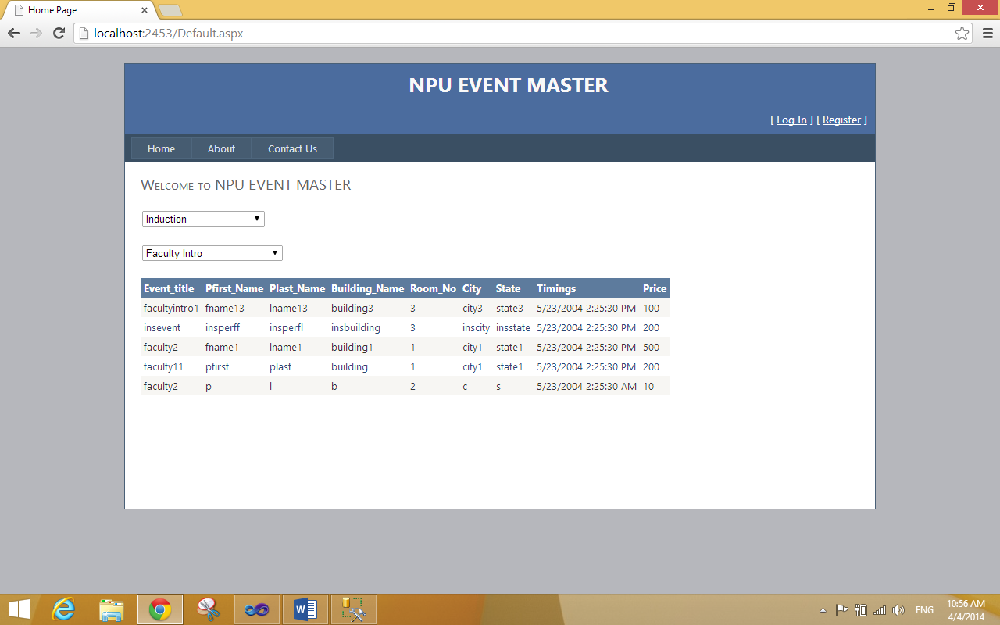 Home Page
localhost:2453/Default.aspx
NPU EVENT MASTER
[ Log In ] [ Register ]
Home About Contact Us
Welcome to NPU EVENT MASTER
Induction
Faculty Intro
Event_title Pfirst_Name Plast_Name Building_Name Room_No City State Timings Price
facultyintro1 fname13 lname13 building3 3 city3 state3 5/23/2004 2:25:30 PM 100
insevent insperff insperfl insbuilding 3 inscity insstate 5/23/2004 2:25:30 PM 200
faculty2 fname1 lname1 building1 1 city1 state1 5/23/2004 2:25:30 PM 500
faculty11 pfirst plast building 1 city1 state1 5/23/2004 2:25:30 PM 200
faculty2 p l b 2 c s 5/23/2004 2:25:30 AM 10
ENG
10:56 AM
4/4/2014